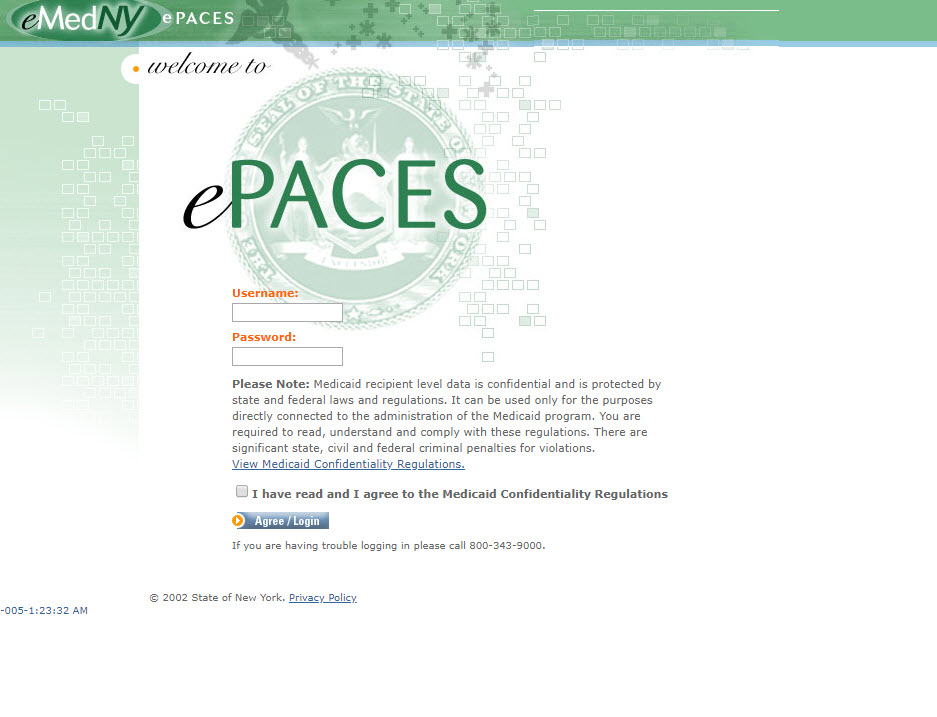 eMedNY ePACES
welcome to
SEAL OF THE STATE
ePACES
EXCELSIOR
Username:
Password:
Please Note: Medicaid recipient level data is confidential and is protected by
state and federal laws and regulations. It can be used only for the purposes
directly connected to the administration of the Medicaid program. You are
required to read, understand and comply with these regulations. There are
significant state, civil and federal criminal penalties for violations.
View Medicaid Confidentiality Regulations.
I have read and I agree to the Medicaid Confidentiality Regulations
Agree / Login
If you are having trouble logging in please call 800-343-9000.
© 2002 State of New York. Privacy Policy
-005-1:23:32 AM